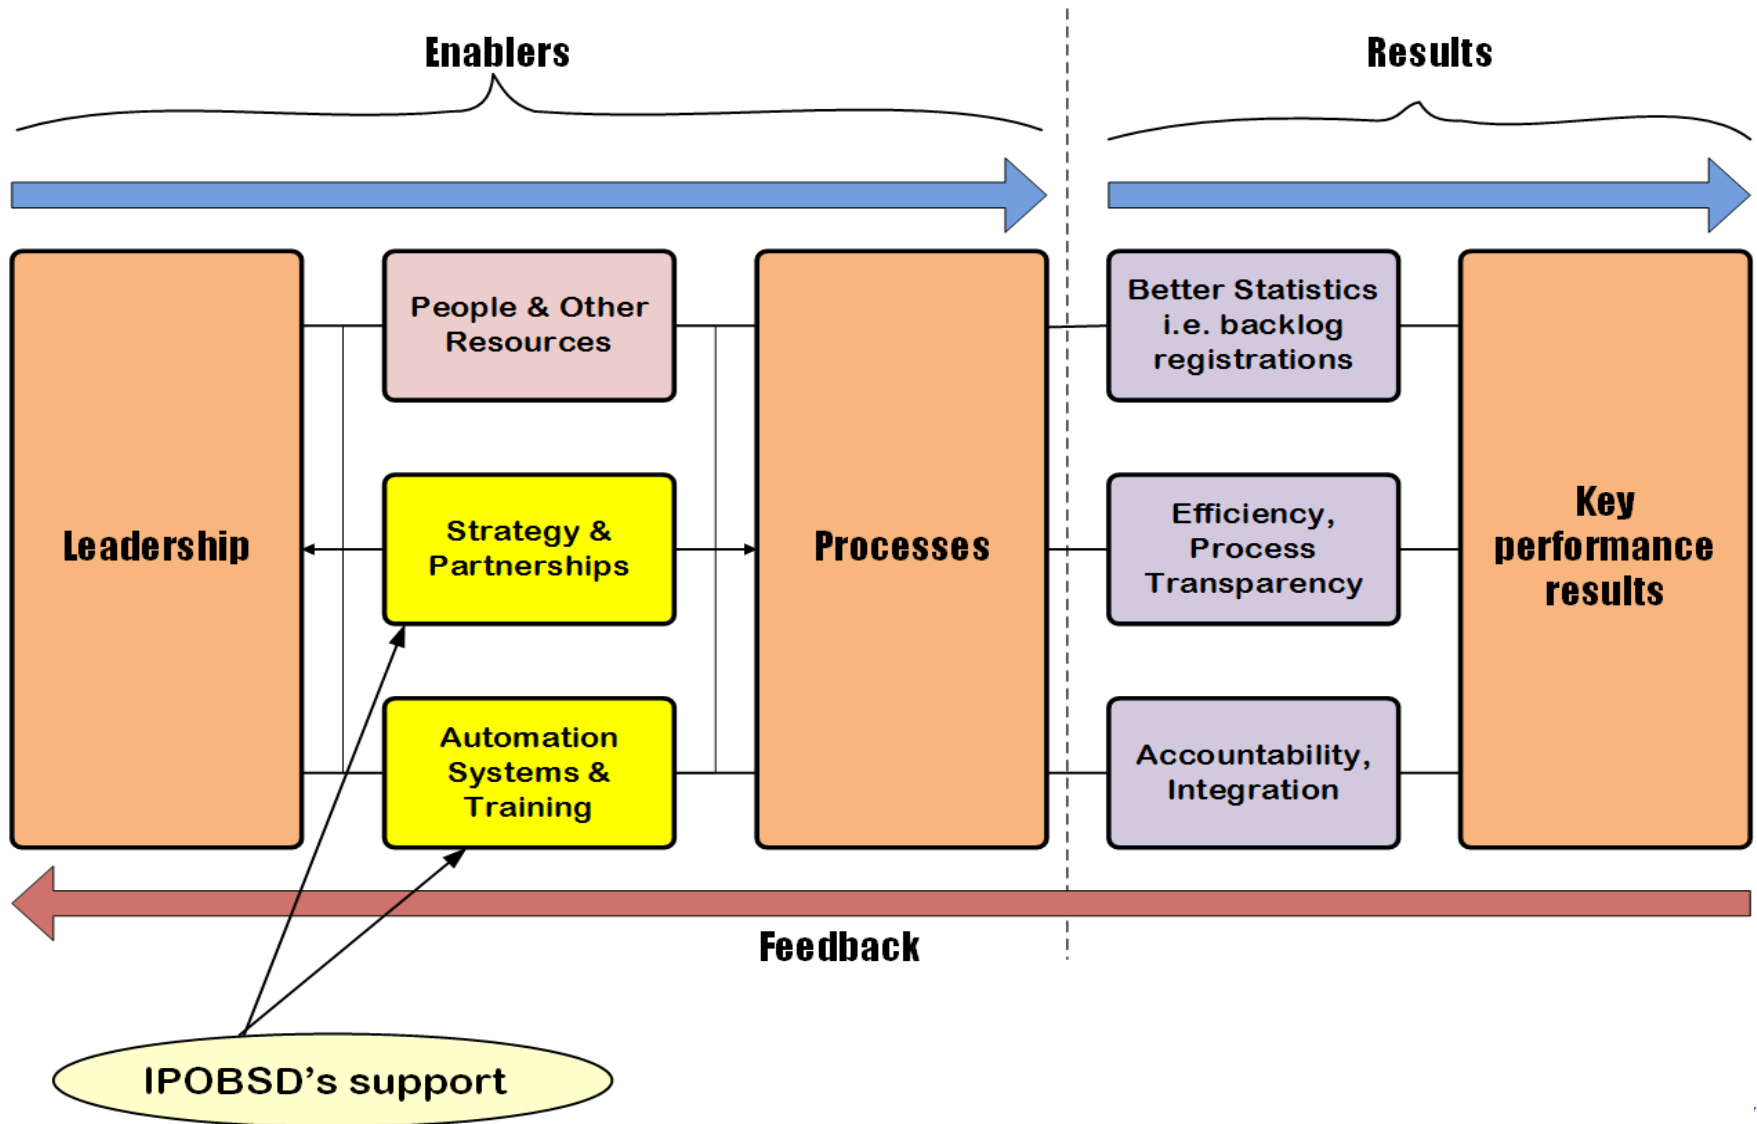 Enablers
Results
People & Other
Resources
Better Statistics
i.e. backlog
registrations
Leadership
Strategy &
Partnerships
Processes
Efficiency,
Process
Transparency
Key
performance
results
Automation
Systems &
Training
Accountability,
Integration
Feedback
IPOBSD’s support